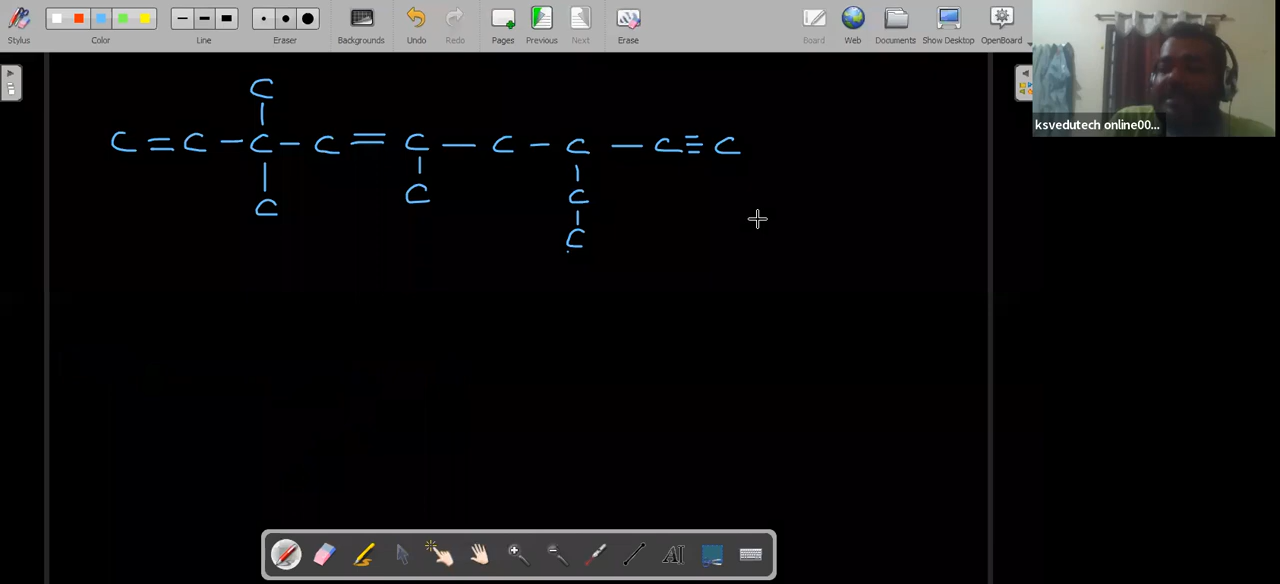 Stylus Color Line Eraser Backgrounds Undo Redo Pages Previous Next Erase Board Web Documents Show Desktop OpenBoard
ksvedutech online00...
C
C = C - C - C = C - C - C - C ≡ C
C C
C
C
AI